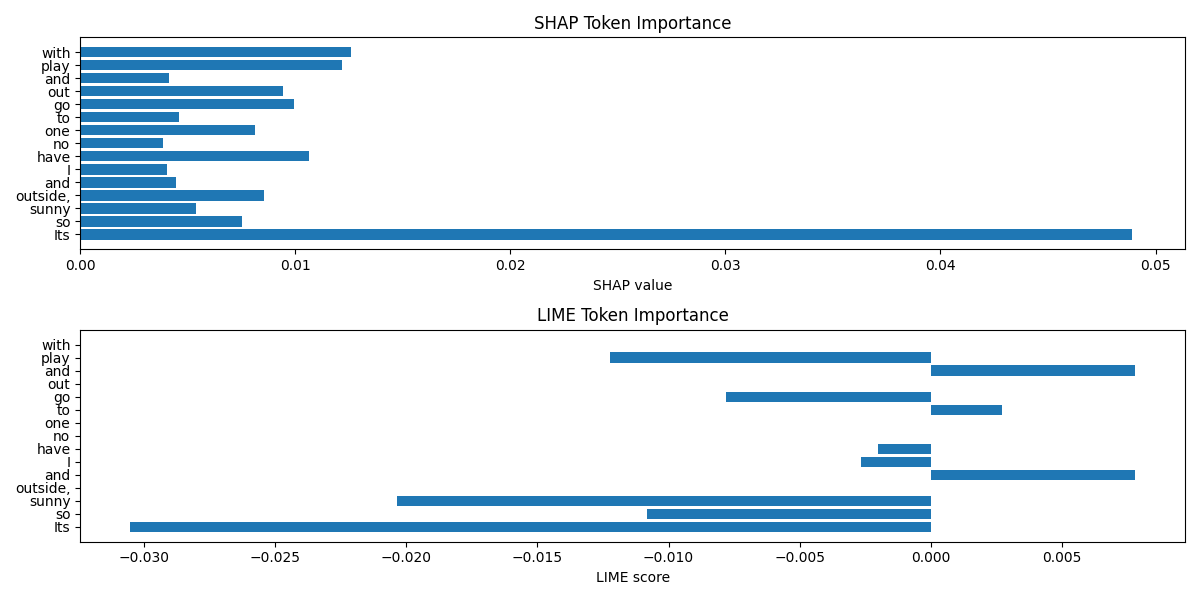 SHAP Token Importance
with
play
and
out
go
to
one
no
have
I
and
outside,
sunny
so
Its
0.00 0.01 0.02 0.03 0.04 0.05
SHAP value
LIME Token Importance
with
play
and
out
go
to
one
no
have
I
and
outside,
sunny
so
Its
−0.030 −0.025 −0.020 −0.015 −0.010 −0.005 0.000 0.005
LIME score